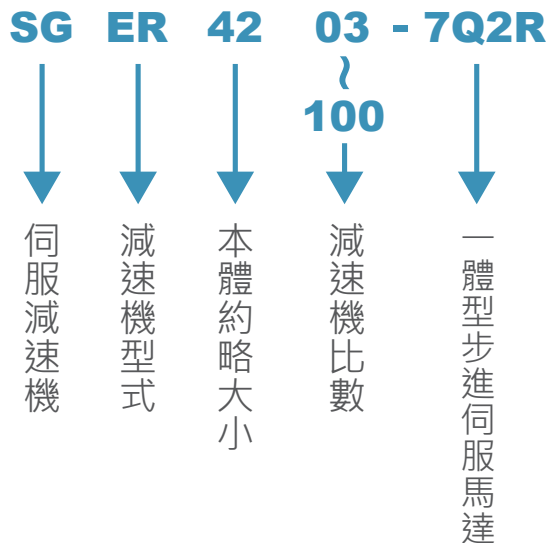 SG ER 42 03 - 7Q2R
~
100
伺服減速機
減速機型式
本體約略大小
減速機比數
一體型步進伺服馬達